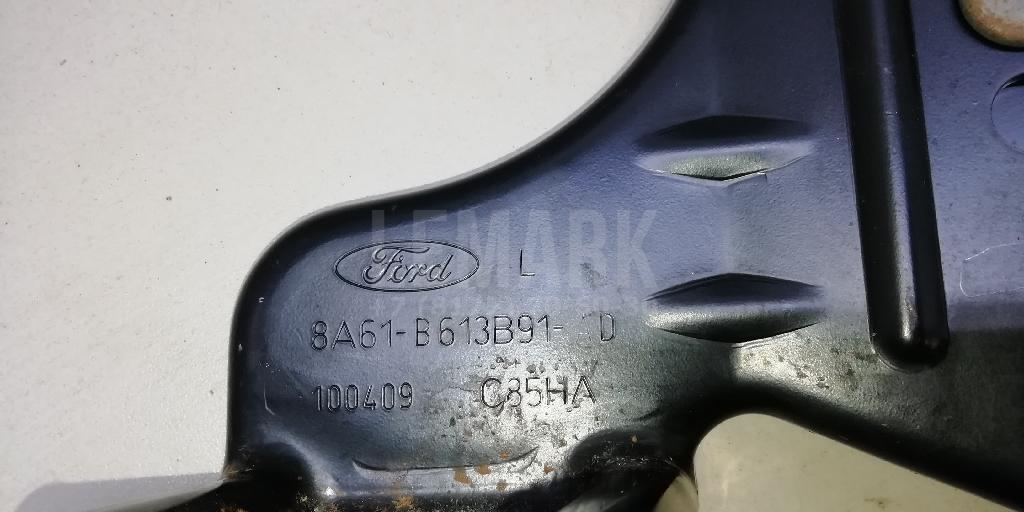 LEMARK
Ford L
8A61-B613B91- D
100409 C85HA